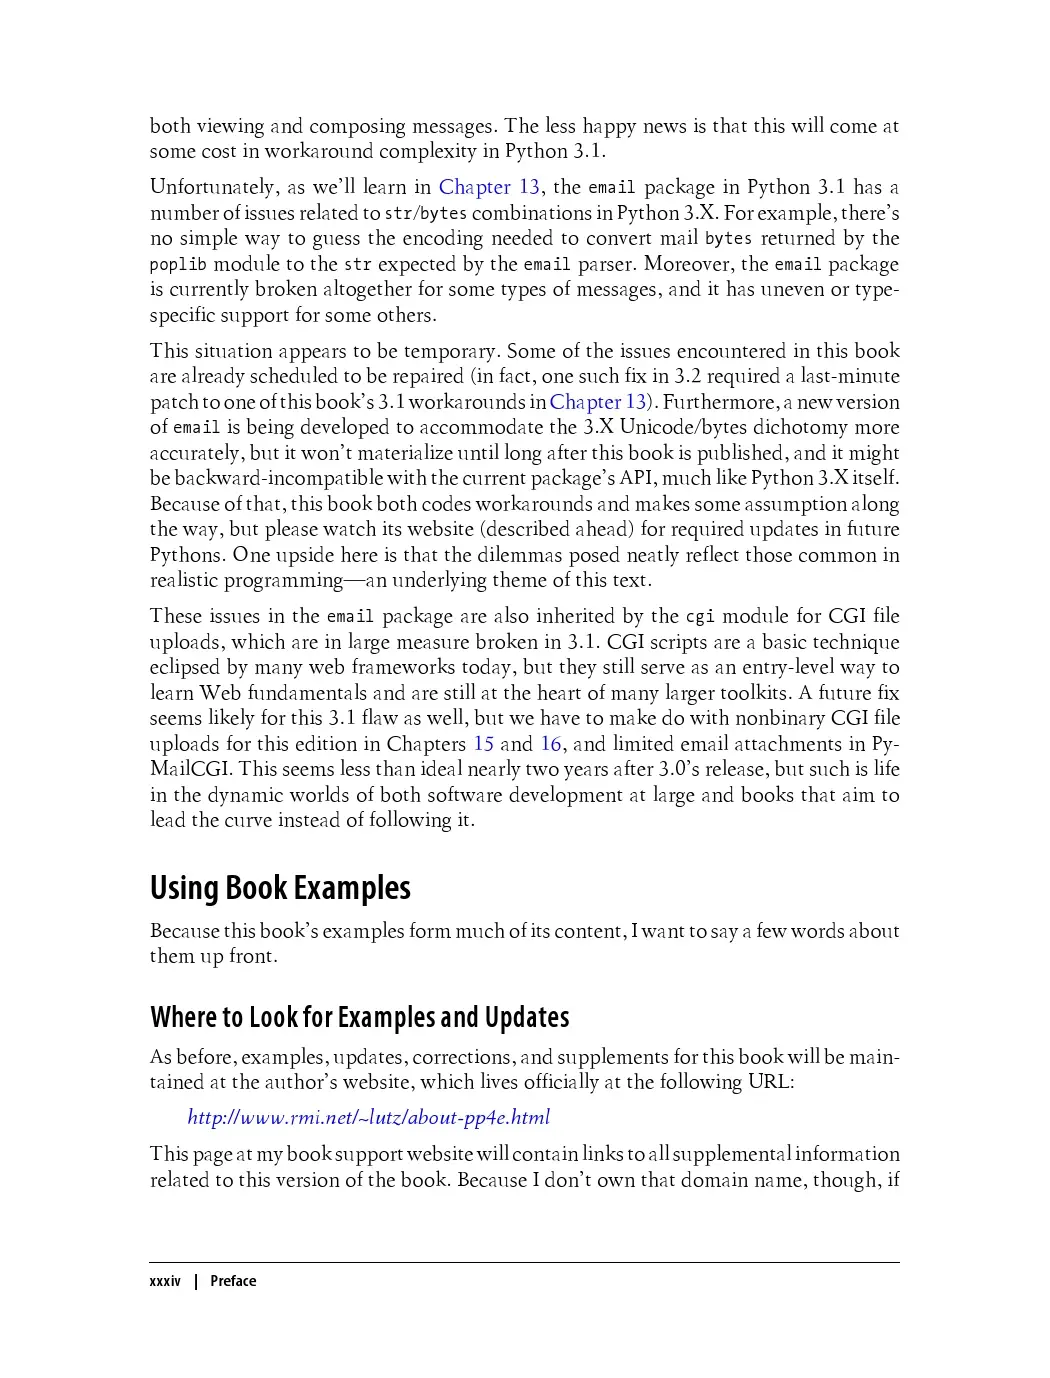 both viewing and composing messages. The less happy news is that this will come at
some cost in workaround complexity in Python 3.1.
Unfortunately, as we’ll learn in Chapter 13, the email package in Python 3.1 has a
number of issues related to str/bytes combinations in Python 3.X. For example, there’s
no simple way to guess the encoding needed to convert mail bytes returned by the
poplib module to the str expected by the email parser. Moreover, the email package
is currently broken altogether for some types of messages, and it has uneven or type-
specific support for some others.
This situation appears to be temporary. Some of the issues encountered in this book
are already scheduled to be repaired (in fact, one such fix in 3.2 required a last-minute
patch to one of this book’s 3.1 workarounds in Chapter 13). Furthermore, a new version
of email is being developed to accommodate the 3.X Unicode/bytes dichotomy more
accurately, but it won’t materialize until long after this book is published, and it might
be backward-incompatible with the current package’s API, much like Python 3.X itself.
Because of that, this book both codes workarounds and makes some assumption along
the way, but please watch its website (described ahead) for required updates in future
Pythons. One upside here is that the dilemmas posed neatly reflect those common in
realistic programming—an underlying theme of this text.
These issues in the email package are also inherited by the cgi module for CGI file
uploads, which are in large measure broken in 3.1. CGI scripts are a basic technique
eclipsed by many web frameworks today, but they still serve as an entry-level way to
learn Web fundamentals and are still at the heart of many larger toolkits. A future fix
seems likely for this 3.1 flaw as well, but we have to make do with nonbinary CGI file
uploads for this edition in Chapters 15 and 16, and limited email attachments in Py-
MailCGI. This seems less than ideal nearly two years after 3.0’s release, but such is life
in the dynamic worlds of both software development at large and books that aim to
lead the curve instead of following it.
Using Book Examples
Because this book’s examples form much of its content, I want to say a few words about
them up front.
Where to Look for Examples and Updates
As before, examples, updates, corrections, and supplements for this book will be main-
tained at the author’s website, which lives officially at the following URL:
http://www.rmi.net/~lutz/about-pp4e.html
This page at my book support website will contain links to all supplemental information
related to this version of the book. Because I don’t own that domain name, though, if
xxxiv | Preface